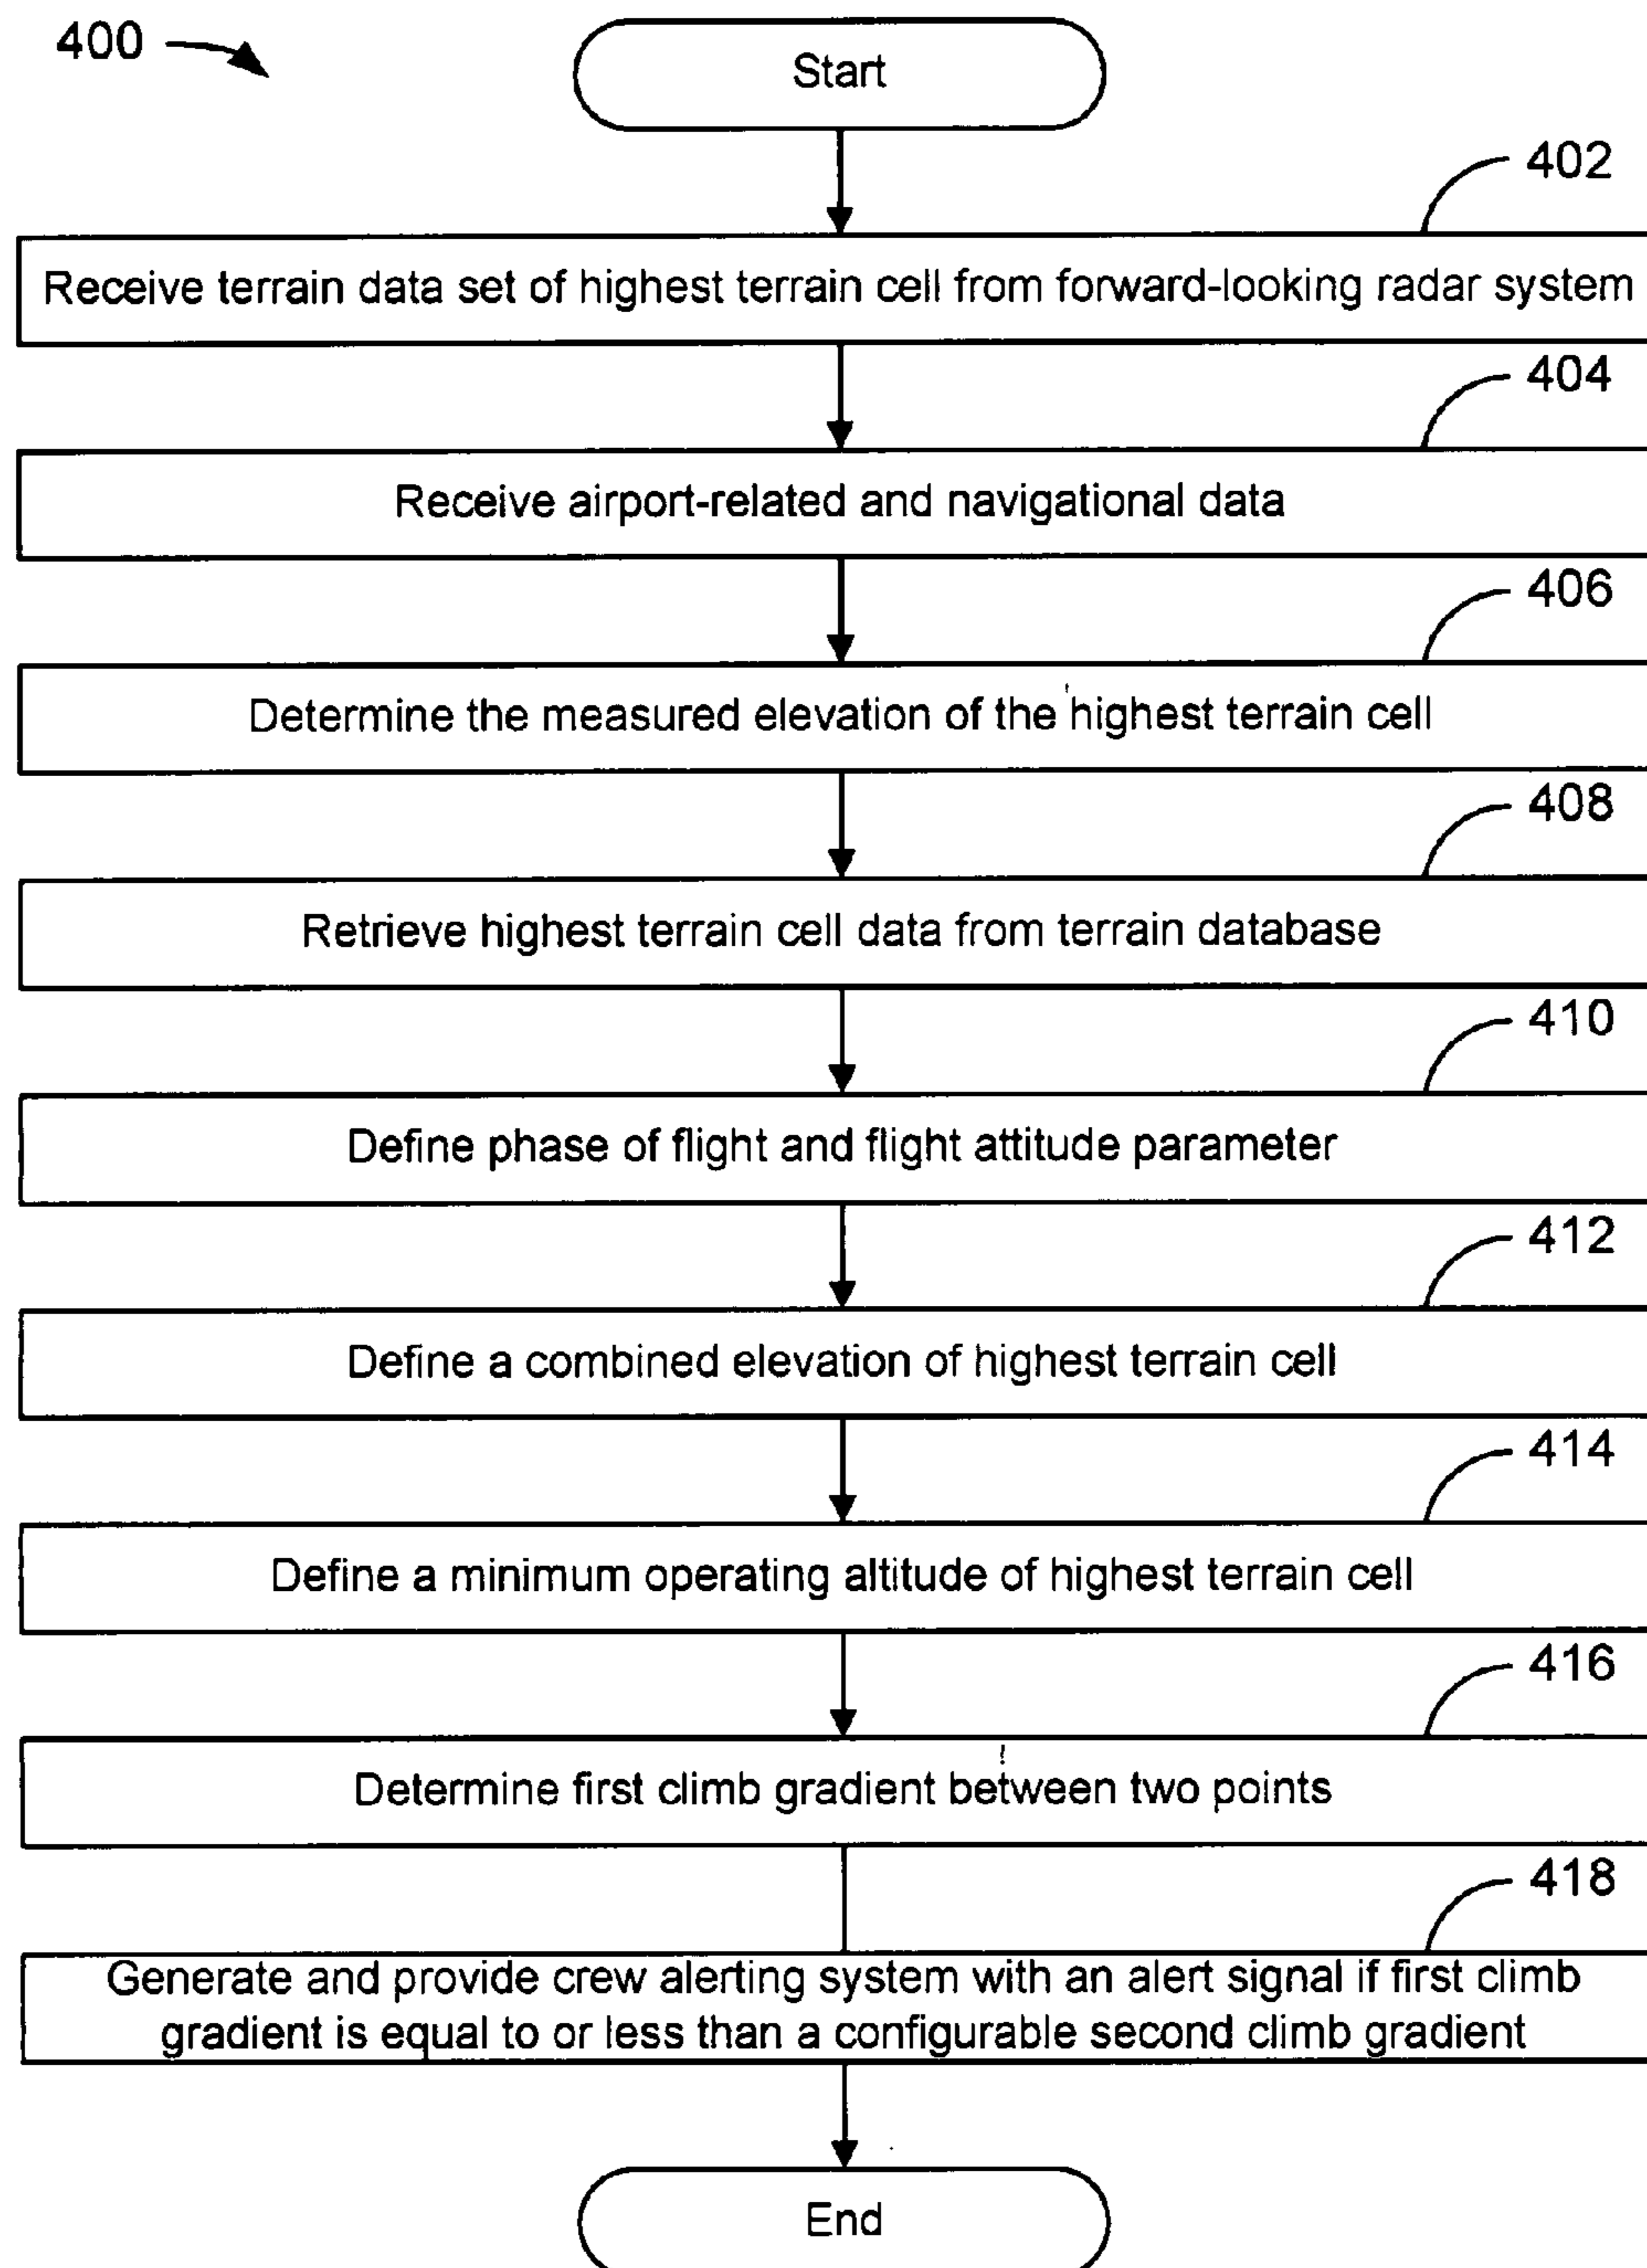 400
Start
402
Receive terrain data set of highest terrain cell from forward-looking radar system
404
Receive airport-related and navigational data
406
Determine the measured elevation of the highest terrain cell
408
Retrieve highest terrain cell data from terrain database
410
Define phase of flight and flight attitude parameter
412
Define a combined elevation of highest terrain cell
414
Define a minimum operating altitude of highest terrain cell
416
Determine first climb gradient between two points
418
Generate and provide crew alerting system with an alert signal if first climb
gradient is equal to or less than a configurable second climb gradient
End